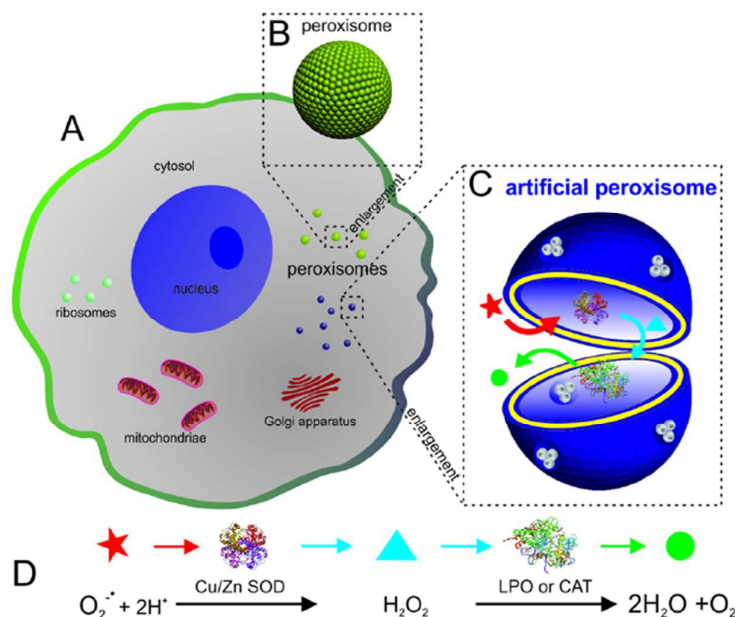 B
peroxisome
A
cytosol
enlargement
C
artificial peroxisome
peroxisomes
nucleus
ribosomes
mitochondriae
Golgi apparatus
enlargement
D
Cu/Zn SOD
LPO or CAT
O₂⁻• + 2H⁺
H₂O₂
2H₂O +O₂